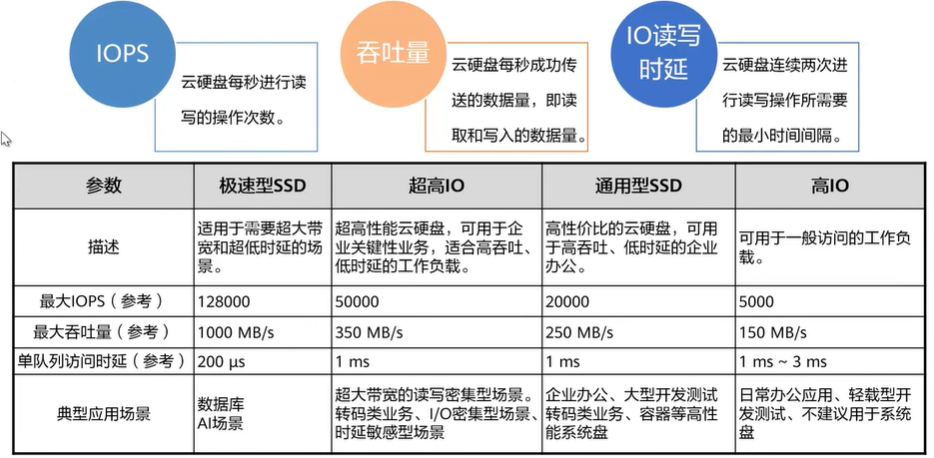 IOPS
云硬盘每秒进行读
写的操作次数。
吞吐量
云硬盘每秒成功传
送的数据量，即读
取和写入的数据量。
IO读写
时延
云硬盘连续两次进
行读写操作所需要
的最小时间间隔。
参数 极速型SSD 超高IO 通用型SSD 高IO
描述
适用于需要超大带
宽和超低时延的场
景。
超高性能云硬盘，可用于企
业关键性业务，适合高吞吐、
低时延的工作负载。
高性价比的云硬盘，可用
于高吞吐、低时延的企业
办公。
可用于一般访问的工作负
载。
最大IOPS（参考） 128000 50000 20000 5000
最大吞吐量（参考） 1000 MB/s 350 MB/s 250 MB/s 150 MB/s
单队列访问时延（参考） 200 μs 1 ms 1 ms 1 ms ~ 3 ms
典型应用场景
数据库
AI场景
超大带宽的读写密集型场景。
转码类业务、I/O密集型场景、
时延敏感型场景
企业办公、大型开发测试
转码类业务、容器等高性
能系统盘
日常办公应用、轻载型开
发测试、不建议用于系统
盘